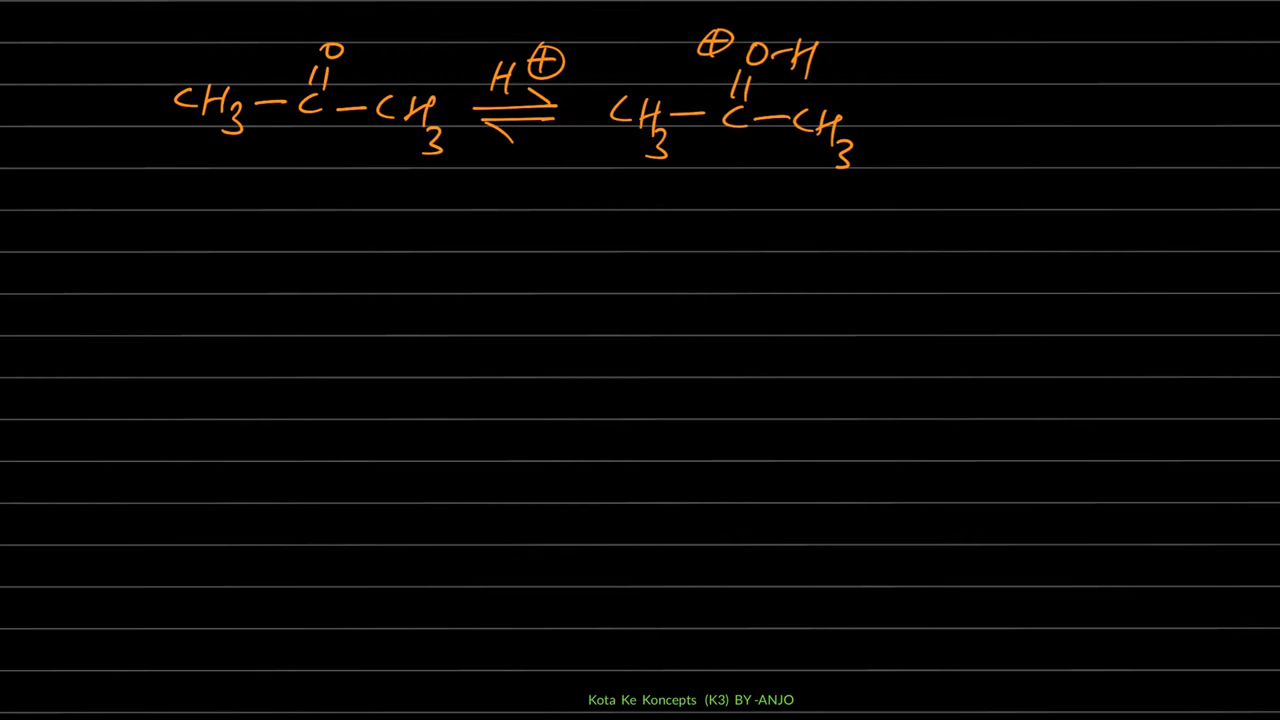 O H ⊕ ⊕ O-H
|| ||
CH3-C-CH3 ⇌ CH3-C-CH3
Kota Ke Koncepts (K3) BY -ANJO